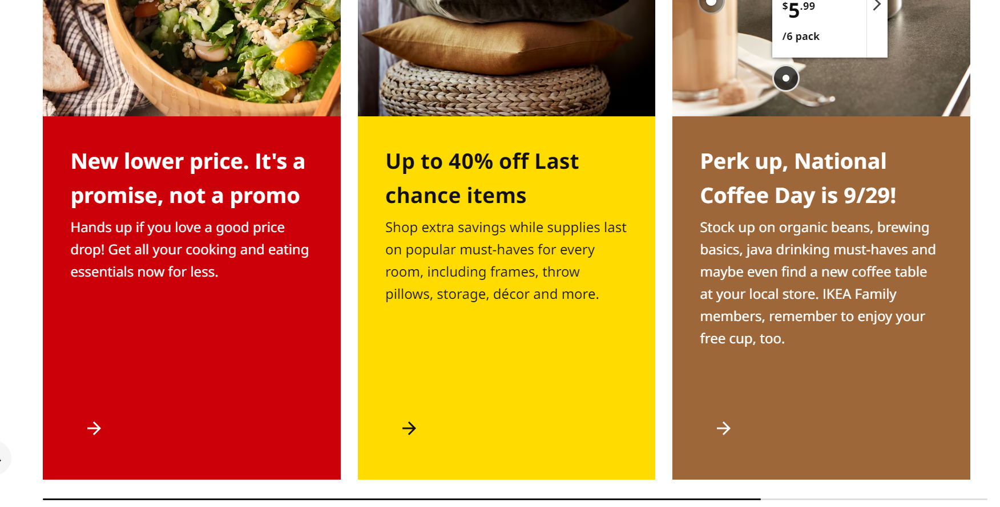 $5.99
/6 pack
New lower price. It's a
promise, not a promo
Hands up if you love a good price
drop! Get all your cooking and eating
essentials now for less.
Up to 40% off Last
chance items
Shop extra savings while supplies last
on popular must-haves for every
room, including frames, throw
pillows, storage, décor and more.
Perk up, National
Coffee Day is 9/29!
Stock up on organic beans, brewing
basics, java drinking must-haves and
maybe even find a new coffee table
at your local store. IKEA Family
members, remember to enjoy your
free cup, too.